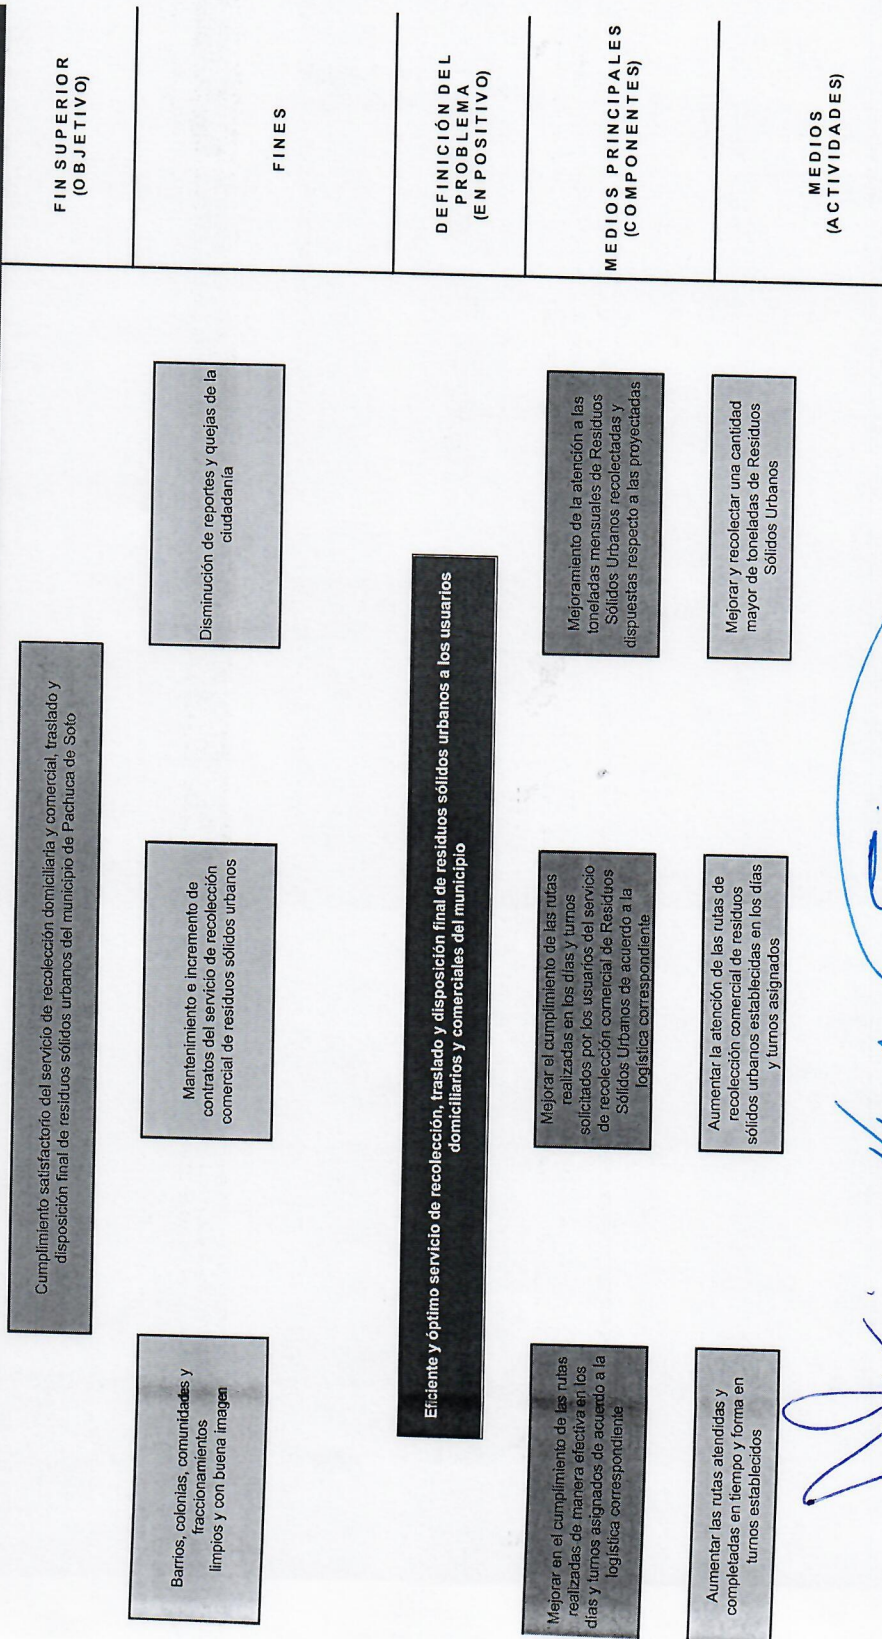 Cumplimiento satisfactorio del servicio de recolección domiciliaria y comercial, traslado y
disposición final de residuos sólidos urbanos del municipio de Pachuca de Soto
FIN SUPERIOR
(OBJETIVO)
Barrios, colonias, comunidades y
fraccionamientos
limpios y con buena imagen
Mantenimiento e incremento de
contratos del servicio de recolección
comercial de residuos sólidos urbanos
Disminución de reportes y quejas de la
ciudadanía
FINES
Eficiente y óptimo servicio de recolección, traslado y disposición final de residuos sólidos urbanos a los usuarios
domiciliarios y comerciales del municipio
DEFINICIÓN DEL
PROBLEMA
(EN POSITIVO)
Mejorar en el cumplimiento de las rutas
realizadas de manera efectiva en los
días y turnos asignados de acuerdo a la
logística correspondiente
Mejorar el cumplimiento de las rutas
realizadas en los días y turnos
solicitados por los usuarios del servicio
de recolección comercial de Residuos
Sólidos Urbanos de acuerdo a la
logística correspondiente
Mejoramiento de la atención a las
toneladas mensuales de Residuos
Sólidos Urbanos recolectadas y
dispuestas respecto a las proyectadas
MEDIOS PRINCIPALES
(COMPONENTES)
Aumentar las rutas atendidas y
completadas en tiempo y forma en
turnos establecidos
Aumentar la atención de las rutas de
recolección comercial de residuos
sólidos urbanos establecidas en los días
y turnos asignados
Mejorar y recolectar una cantidad
mayor de toneladas de Residuos
Sólidos Urbanos
MEDIOS
(ACTIVIDADES)